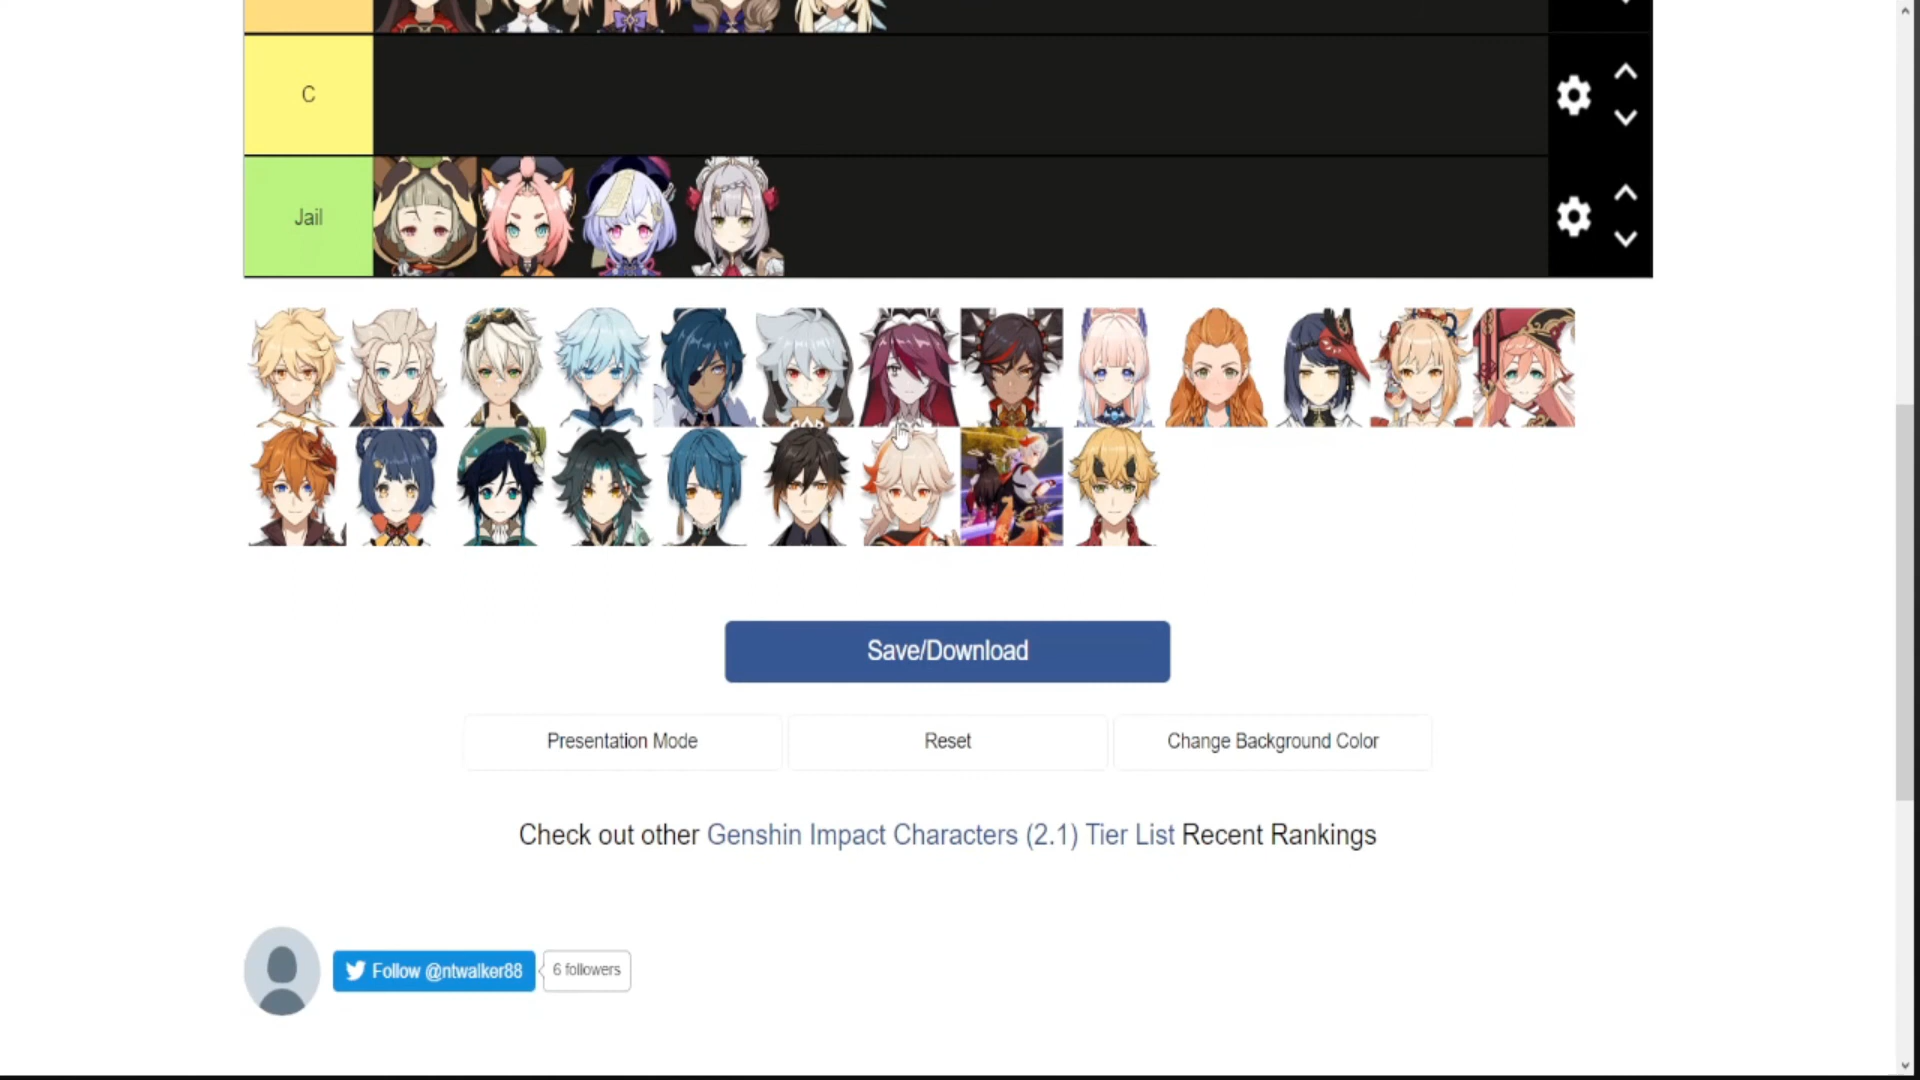 C
Jail
Save/Download
Presentation Mode
Reset
Change Background Color
Check out other Genshin Impact Characters (2.1) Tier List Recent Rankings
Follow @ntwalker88
6 followers